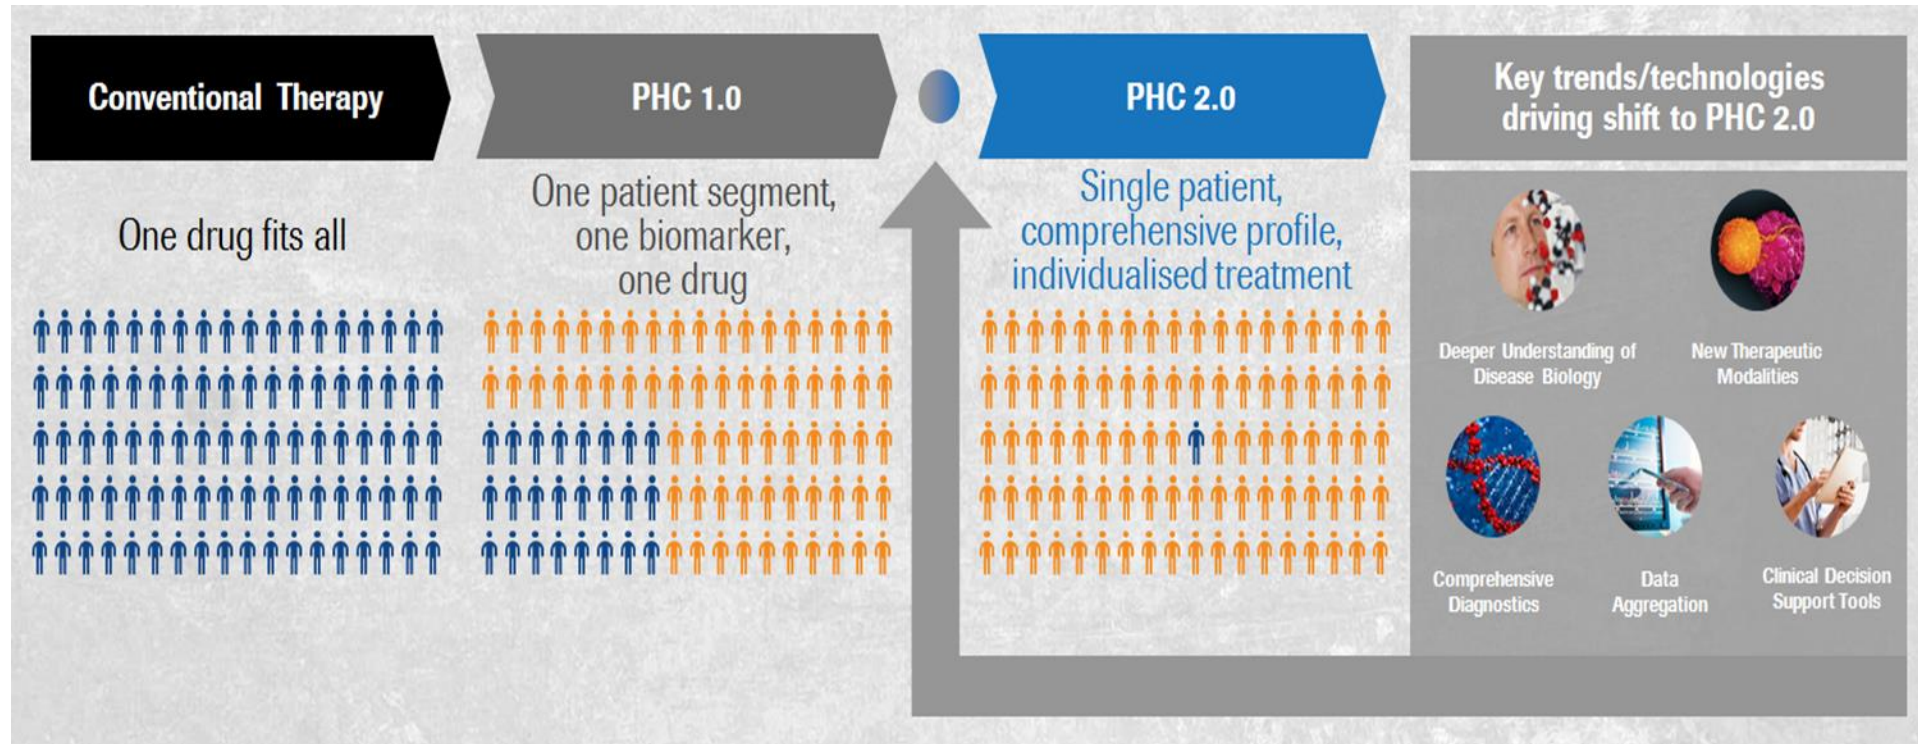 Conventional Therapy
PHC 1.0
PHC 2.0
Key trends/technologies
driving shift to PHC 2.0
One drug fits all
One patient segment,
one biomarker,
one drug
Single patient,
comprehensive profile,
individualised treatment
Deeper Understanding of
Disease Biology
New Therapeutic
Modalities
Comprehensive
Diagnostics
Data
Aggregation
Clinical Decision
Support Tools